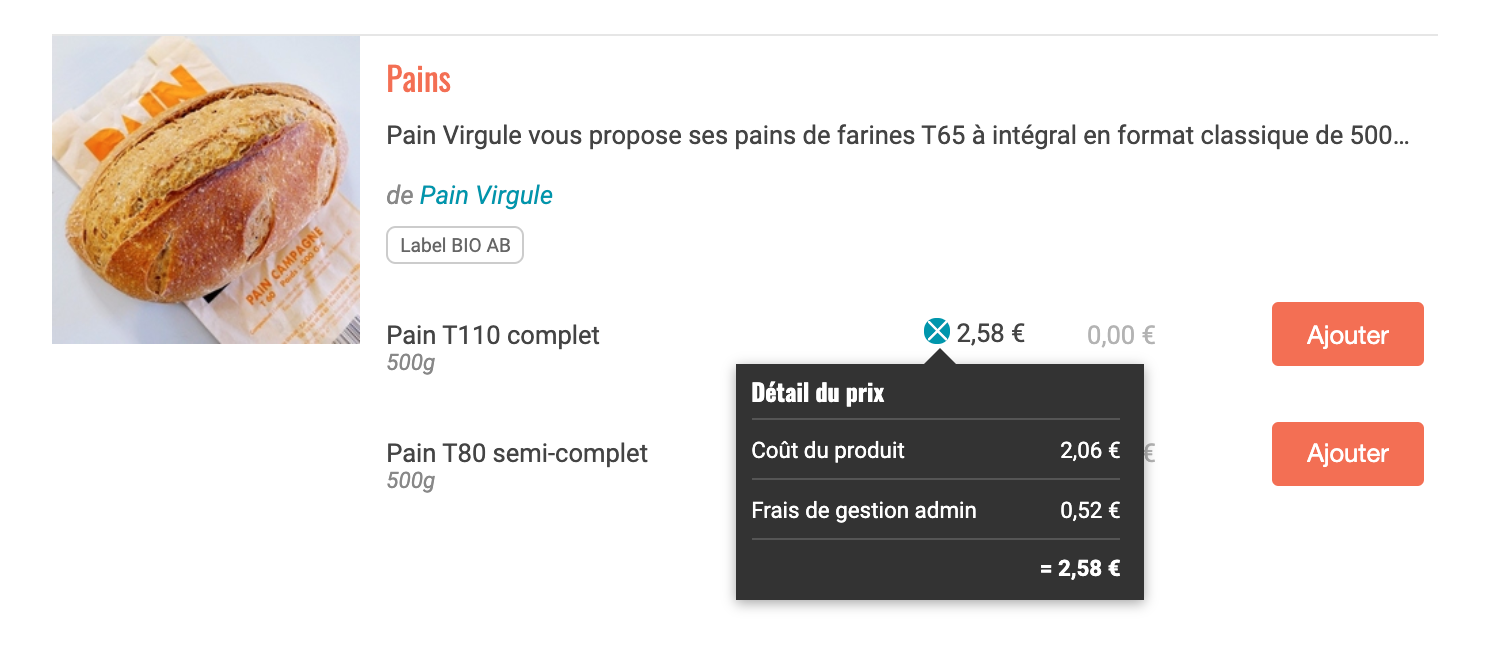 PAIN
PAIN CAMPAGNE
Pains
Pain Virgule vous propose ses pains de farines T65 à intégral en format classique de 500...
de Pain Virgule
Label BIO AB
Pain T110 complet 2,58 € 0,00 € Ajouter
500g
Détail du prix
Coût du produit 2,06 €
Pain T80 semi-complet € Ajouter
500g
Frais de gestion admin 0,52 €
= 2,58 €